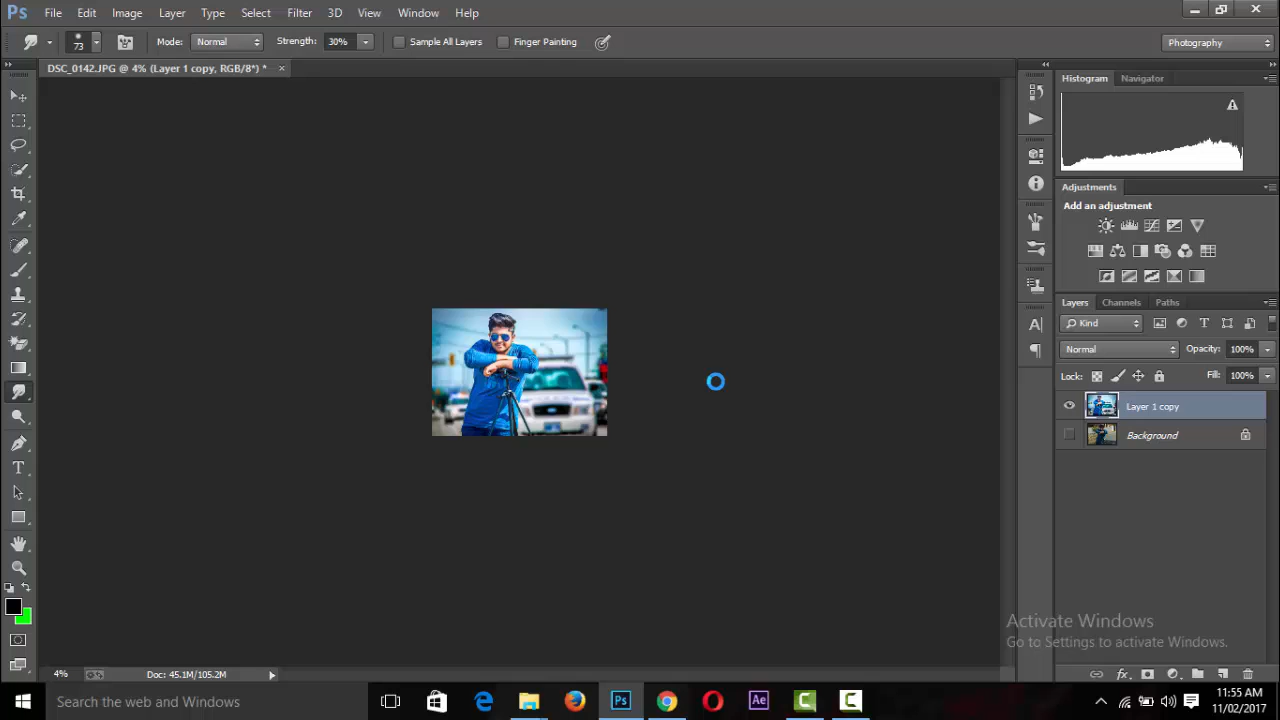 Ps File Edit Image Layer Type Select Filter 3D View Window Help
73 Mode: Normal Strength: 30% Sample All Layers Finger Painting Photography
DSC_0142.JPG @ 4% (Layer 1 copy, RGB/8*) * ×
Histogram Navigator
Adjustments
Add an adjustment
Layers Channels Paths
Kind
Normal Opacity: 100%
Lock: Fill: 100%
Layer 1 copy
Background
Activate Windows
Go to Settings to activate Windows.
4% Doc: 45.1M/105.2M
Search the web and Windows
Ps
Ae
11:55 AM
11/02/2017